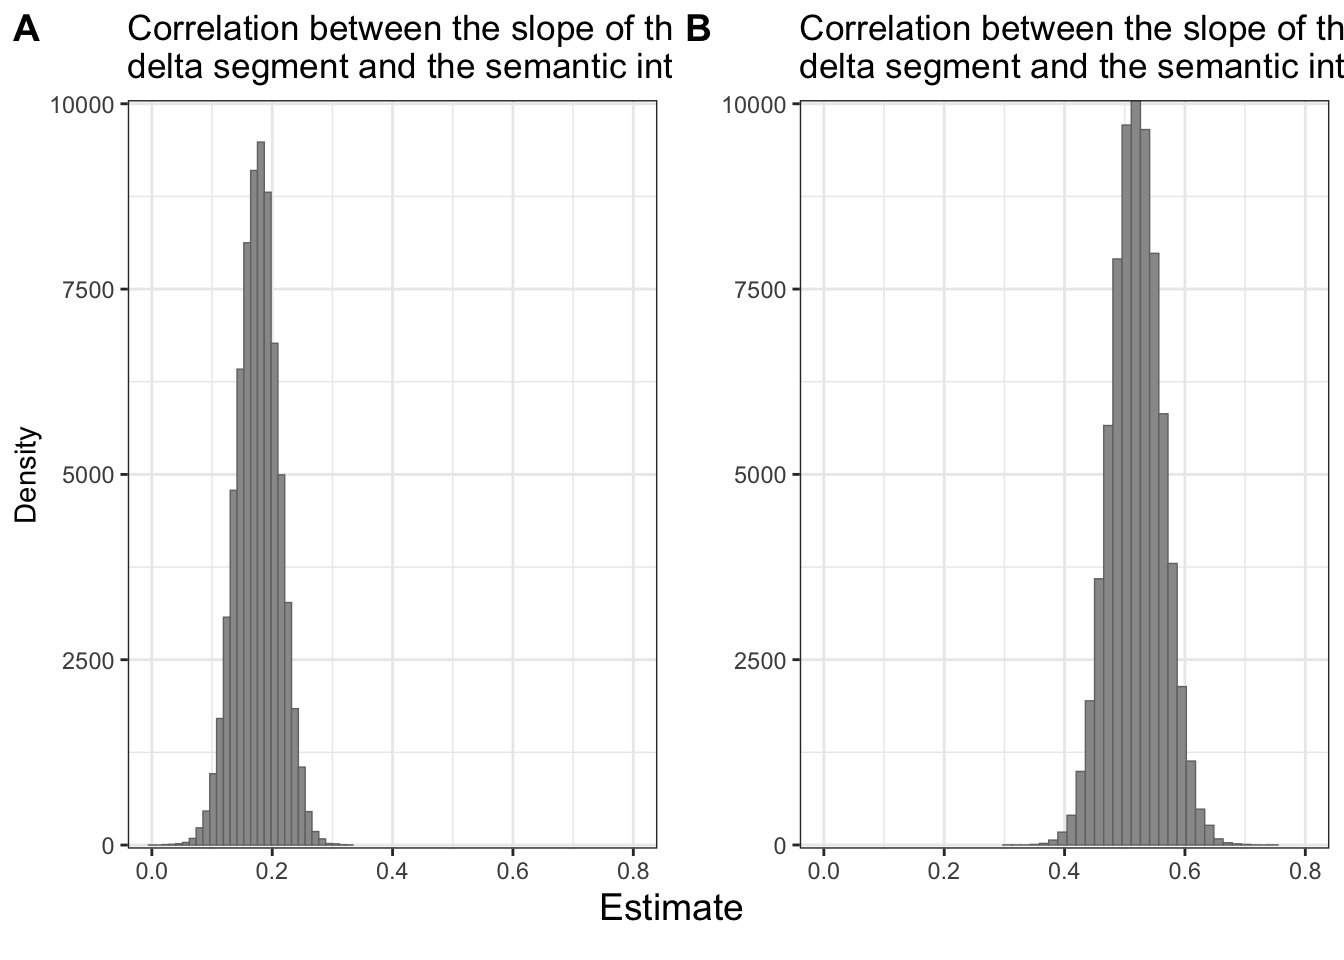 A
Correlation between the slope of th
delta segment and the semantic int
B
Correlation between the slope of th
delta segment and the semantic int
Density
10000
7500
5000
2500
0
0.0 0.2 0.4 0.6 0.8
10000
7500
5000
2500
0
0.0 0.2 0.4 0.6 0.8
Estimate